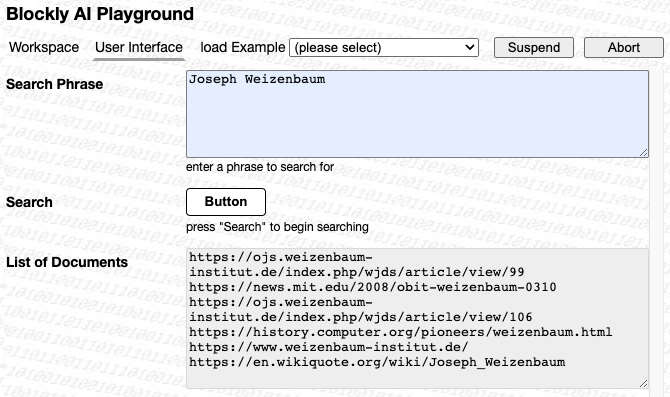 Blockly AI Playground
Workspace User Interface load Example (please select) Suspend Abort
Search Phrase
Joseph Weizenbaum
enter a phrase to search for
Search
Button
press "Search" to begin searching
List of Documents
https://ojs.weizenbaum-
institut.de/index.php/wjds/article/view/99
https://news.mit.edu/2008/obit-weizenbaum-0310
https://ojs.weizenbaum-
institut.de/index.php/wjds/article/view/106
https://history.computer.org/pioneers/weizenbaum.html
https://www.weizenbaum-institut.de/
https://en.wikiquote.org/wiki/Joseph_Weizenbaum